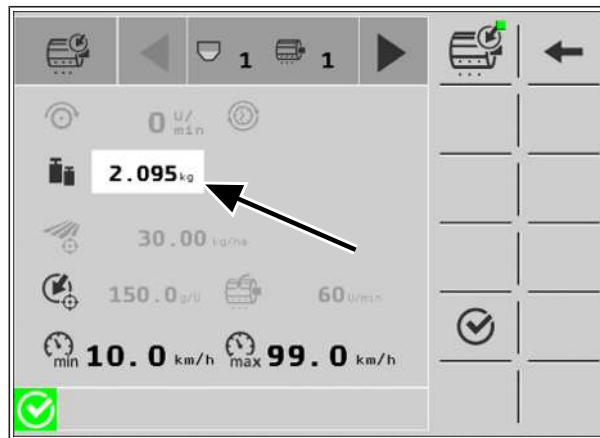 1 1
0 U/min
2.095 kg
30.00 kg/ha
150.0 g/U 60 U/min
min 10.0 km/h max 99.0 km/h